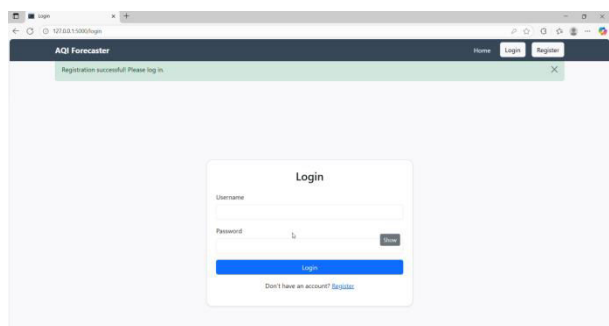 Login
127.0.0.1:5000/login
AQI Forecaster
Home Login Register
Registration successful! Please log in.
Login
Username
Password
Show
Login
Don't have an account? Register